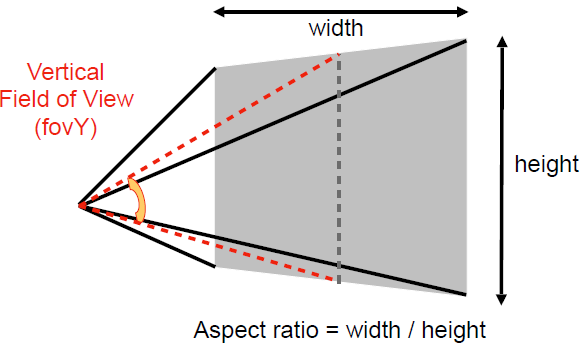 width
Vertical
Field of View
(fovY)
height
Aspect ratio = width / height